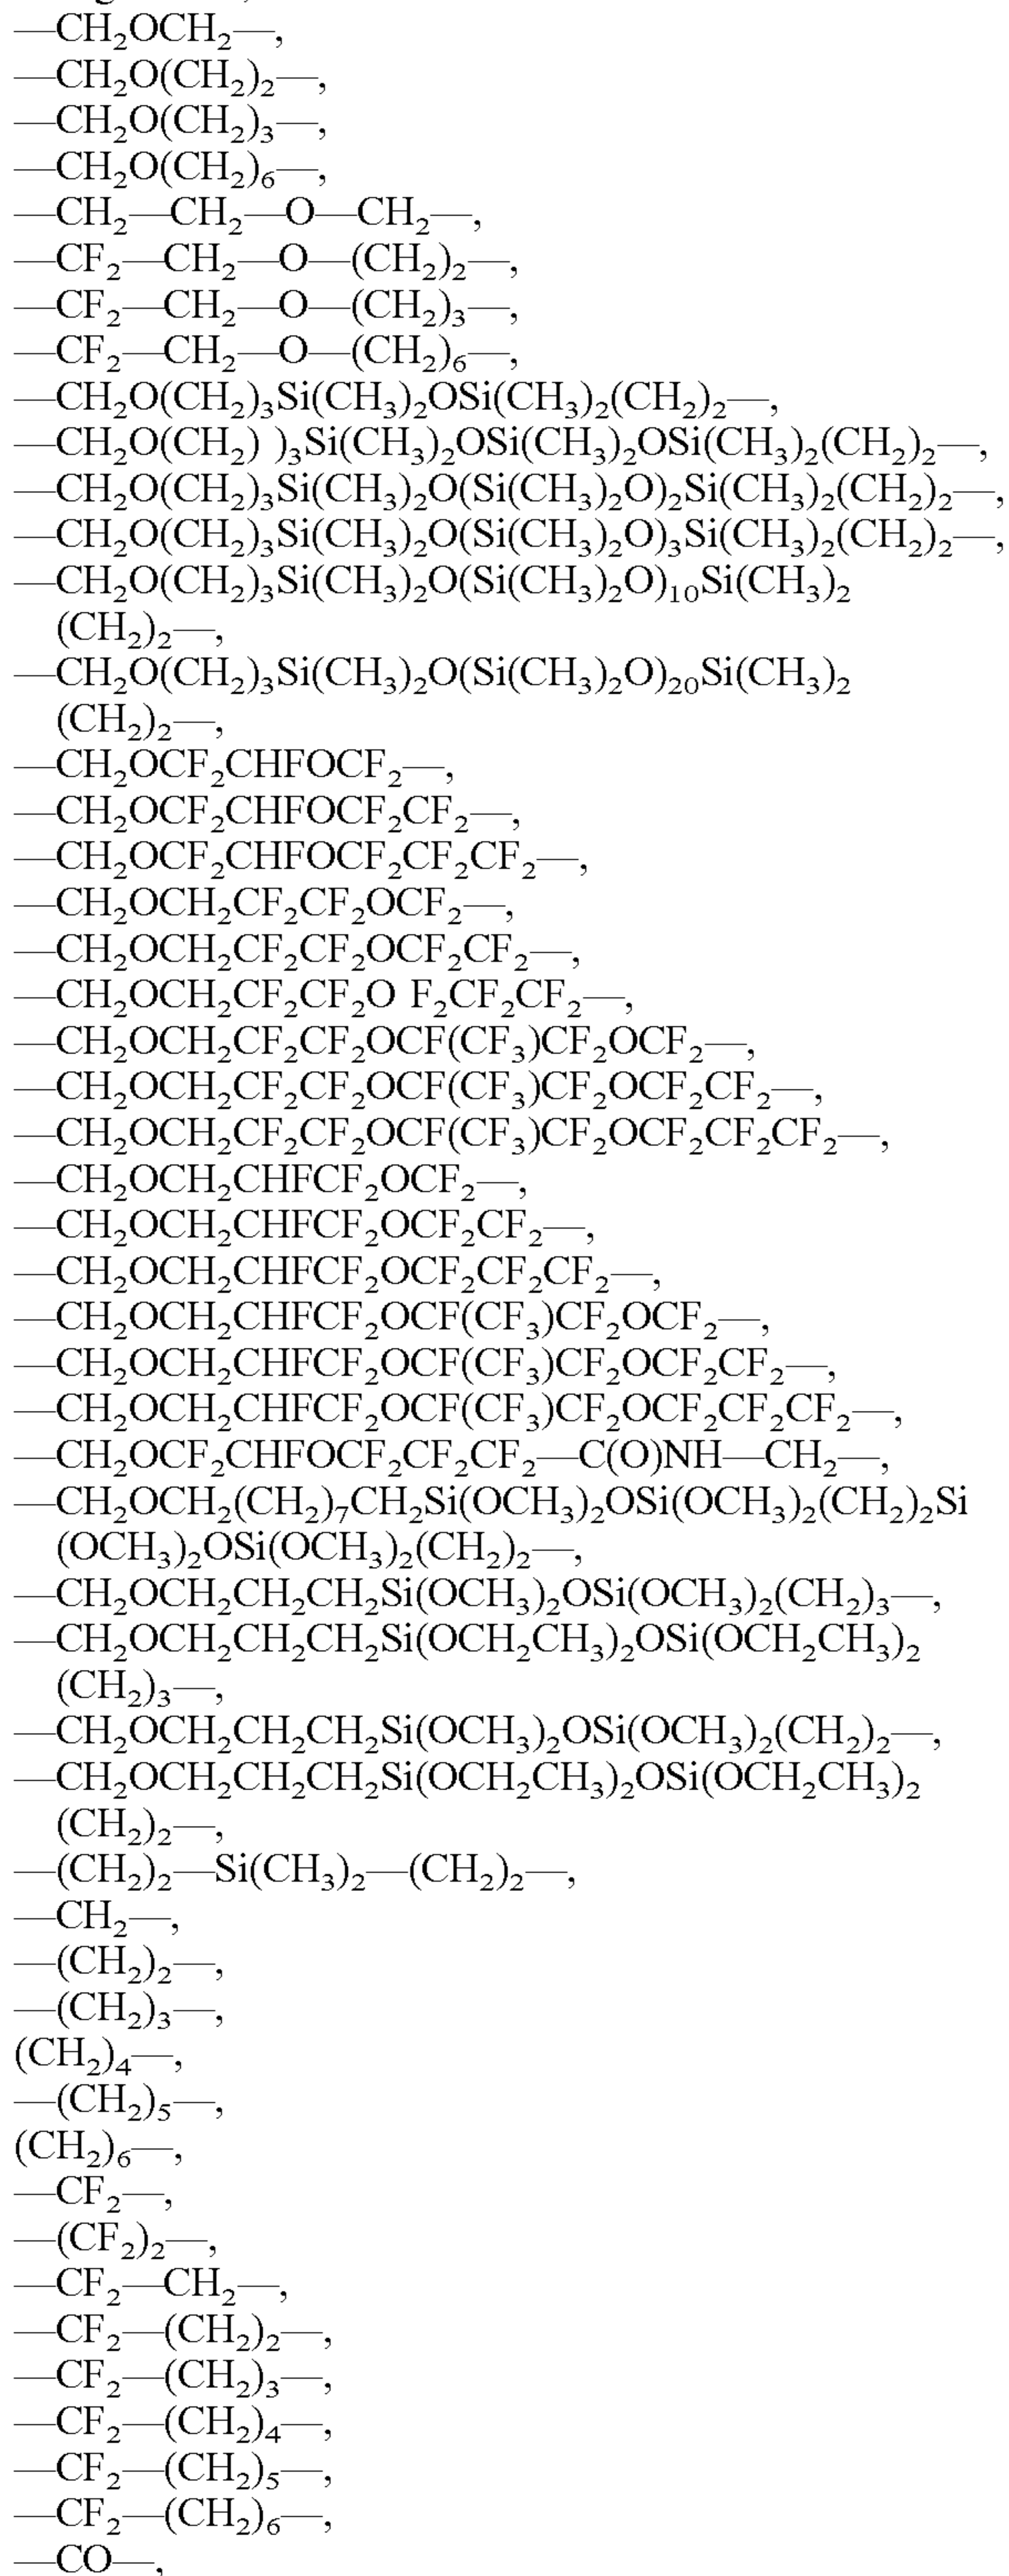 —CH₂OCH₂—,
—CH₂O(CH₂)₂—,
—CH₂O(CH₂)₃—,
—CH₂O(CH₂)₆—,
—CH₂—CH₂—O—CH₂—,
—CF₂—CH₂—O—(CH₂)₂—,
—CF₂—CH₂—O—(CH₂)₃—,
—CF₂—CH₂—O—(CH₂)₆—,
—CH₂O(CH₂)₃Si(CH₃)₂OSi(CH₃)₂(CH₂)₂—,
—CH₂O(CH₂) )₃Si(CH₃)₂OSi(CH₃)₂OSi(CH₃)₂(CH₂)₂—,
—CH₂O(CH₂)₃Si(CH₃)₂O(Si(CH₃)₂O)₂Si(CH₃)₂(CH₂)₂—,
—CH₂O(CH₂)₃Si(CH₃)₂O(Si(CH₃)₂O)₃Si(CH₃)₂(CH₂)₂—,
—CH₂O(CH₂)₃Si(CH₃)₂O(Si(CH₃)₂O)₁₀Si(CH₃)₂
(CH₂)₂—,
—CH₂O(CH₂)₃Si(CH₃)₂O(Si(CH₃)₂O)₂₀Si(CH₃)₂
(CH₂)₂—,
—CH₂OCF₂CHFOCF₂—,
—CH₂OCF₂CHFOCF₂CF₂—,
—CH₂OCF₂CHFOCF₂CF₂CF₂—,
—CH₂OCH₂CF₂CF₂OCF₂—,
—CH₂OCH₂CF₂CF₂OCF₂CF₂—,
—CH₂OCH₂CF₂CF₂O F₂CF₂CF₂—,
—CH₂OCH₂CF₂CF₂OCF(CF₃)CF₂OCF₂—,
—CH₂OCH₂CF₂CF₂OCF(CF₃)CF₂OCF₂CF₂—,
—CH₂OCH₂CF₂CF₂OCF(CF₃)CF₂OCF₂CF₂CF₂—,
—CH₂OCH₂CHFCF₂OCF₂—,
—CH₂OCH₂CHFCF₂OCF₂CF₂—,
—CH₂OCH₂CHFCF₂OCF₂CF₂CF₂—,
—CH₂OCH₂CHFCF₂OCF(CF₃)CF₂OCF₂—,
—CH₂OCH₂CHFCF₂OCF(CF₃)CF₂OCF₂CF₂—,
—CH₂OCH₂CHFCF₂OCF(CF₃)CF₂OCF₂CF₂CF₂—,
—CH₂OCF₂CHFOCF₂CF₂CF₂—C(O)NH—CH₂—,
—CH₂OCH₂(CH₂)₇CH₂Si(OCH₃)₂OSi(OCH₃)₂(CH₂)₂Si
(OCH₃)₂OSi(OCH₃)₂(CH₂)₂—,
—CH₂OCH₂CH₂CH₂Si(OCH₃)₂OSi(OCH₃)₂(CH₂)₃—,
—CH₂OCH₂CH₂CH₂Si(OCH₂CH₃)₂OSi(OCH₂CH₃)₂
(CH₂)₃—,
—CH₂OCH₂CH₂CH₂Si(OCH₃)₂OSi(OCH₃)₂(CH₂)₂—,
—CH₂OCH₂CH₂CH₂Si(OCH₂CH₃)₂OSi(OCH₂CH₃)₂
(CH₂)₂—,
—(CH₂)₂—Si(CH₃)₂—(CH₂)₂—,
—CH₂—,
—(CH₂)₂—,
—(CH₂)₃—,
(CH₂)₄—,
—(CH₂)₅—,
(CH₂)₆—,
—CF₂—,
—(CF₂)₂—,
—CF₂—CH₂—,
—CF₂—(CH₂)₂—,
—CF₂—(CH₂)₃—,
—CF₂—(CH₂)₄—,
—CF₂—(CH₂)₅—,
—CF₂—(CH₂)₆—,
—CO—,